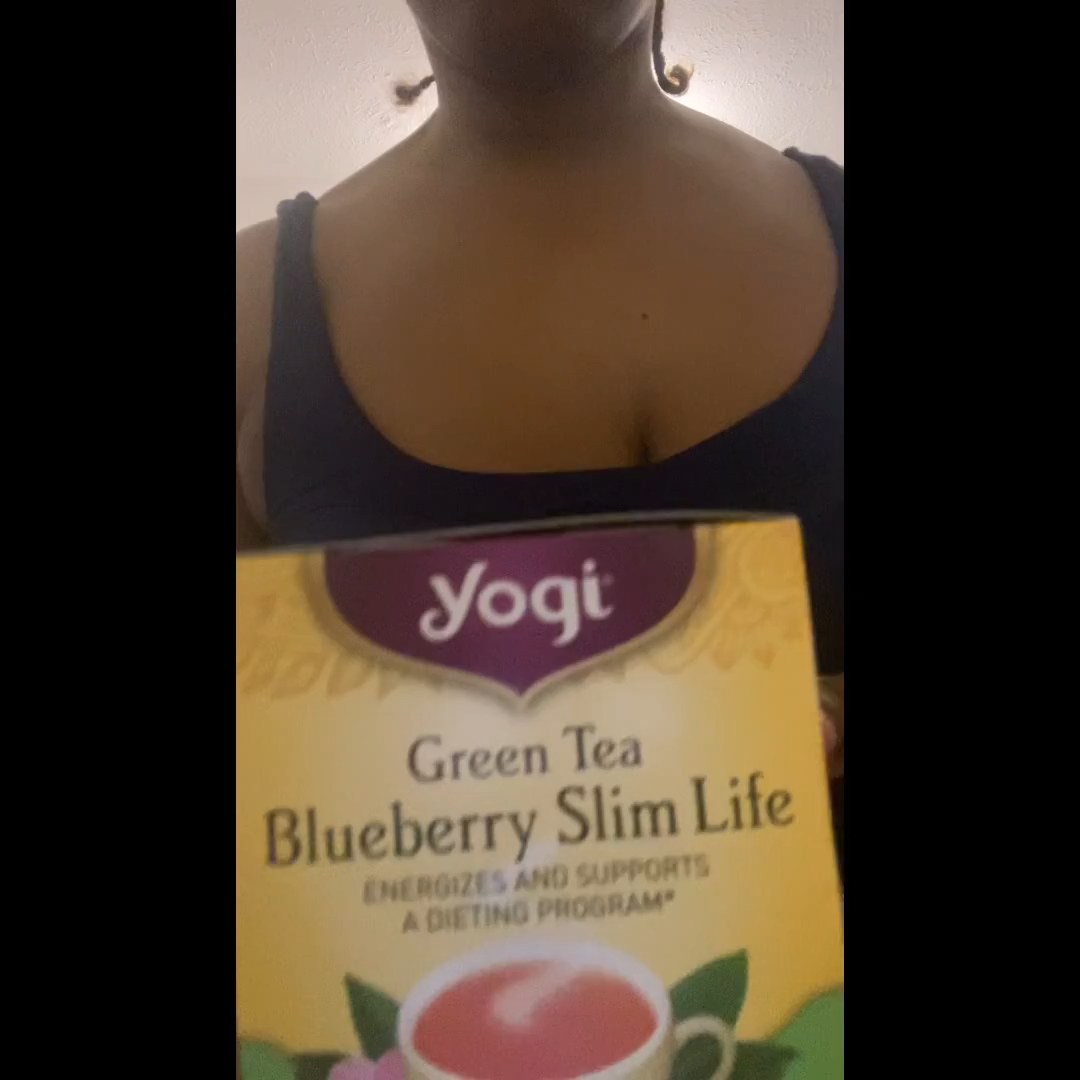 yogi
Green Tea
Blueberry Slim Life
ENERGIZES AND SUPPORTS
A DIETING PROGRAM*